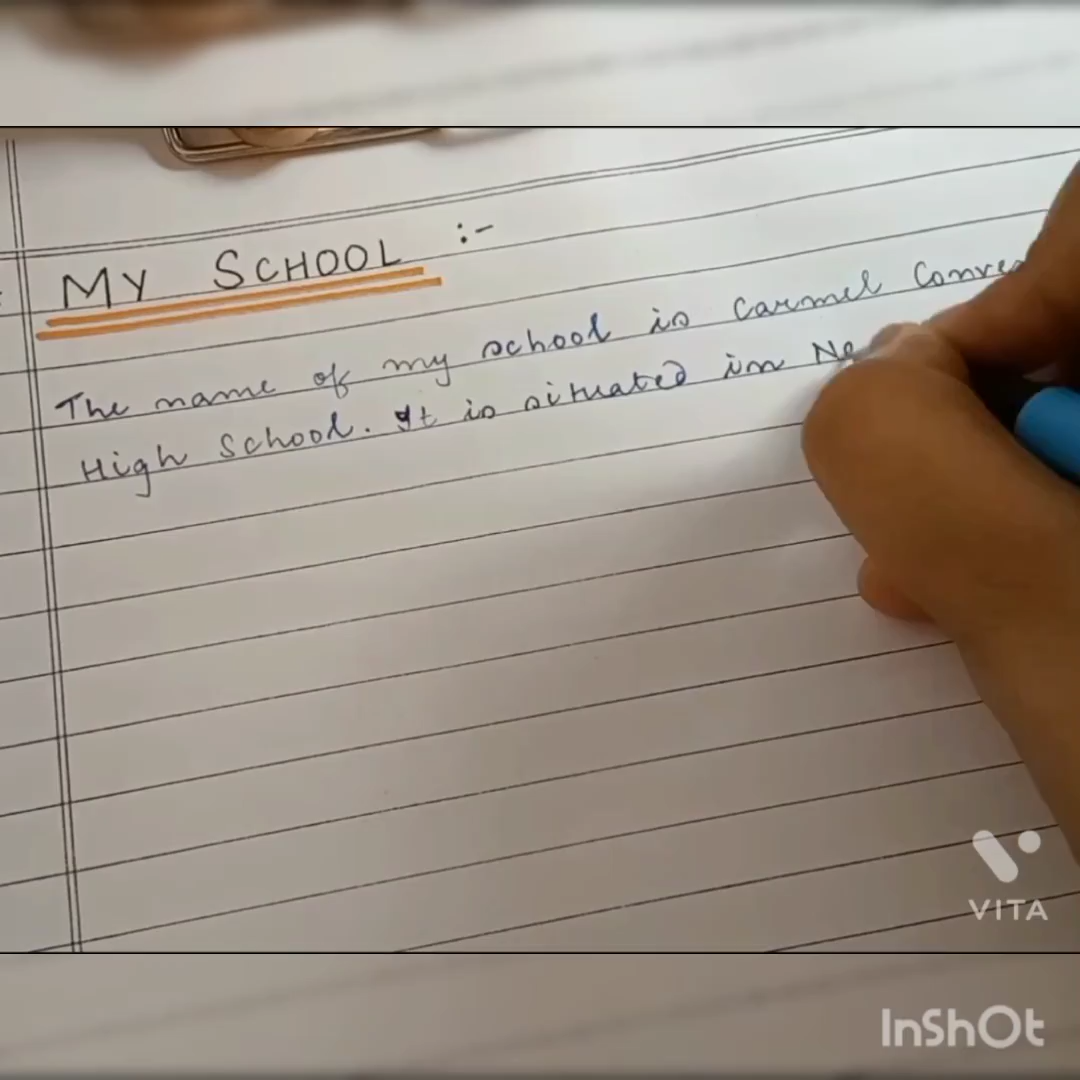 MY SCHOOL :-
The name of my school is Carmel
High School. It is situated in
VITA
InShOt